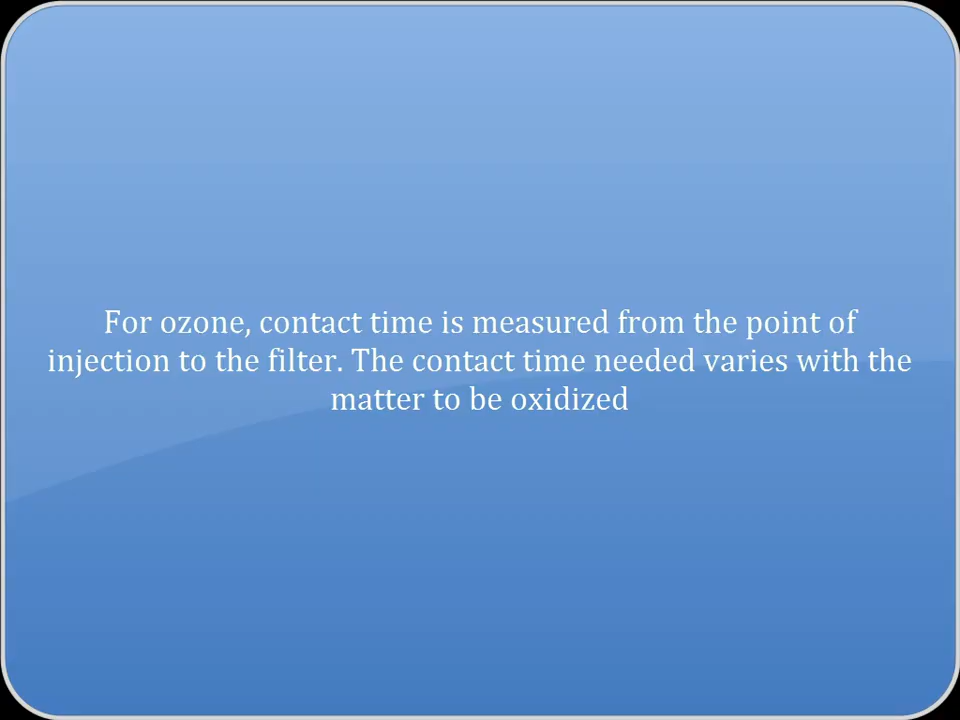 For ozone, contact time is measured from the point of
injection to the filter. The contact time needed varies with the
matter to be oxidized